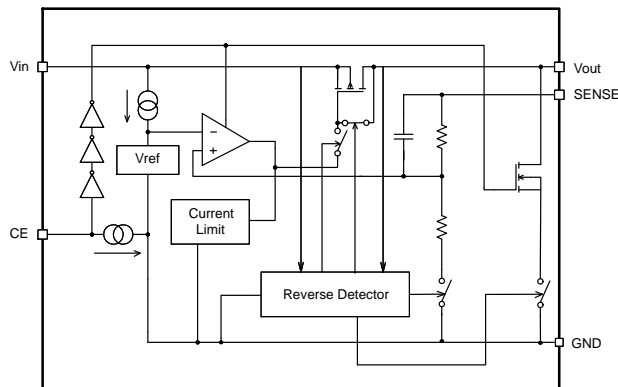 Vin
Vout
SENSE
−
+
Vref
CE
Current
Limit
Reverse Detector
GND